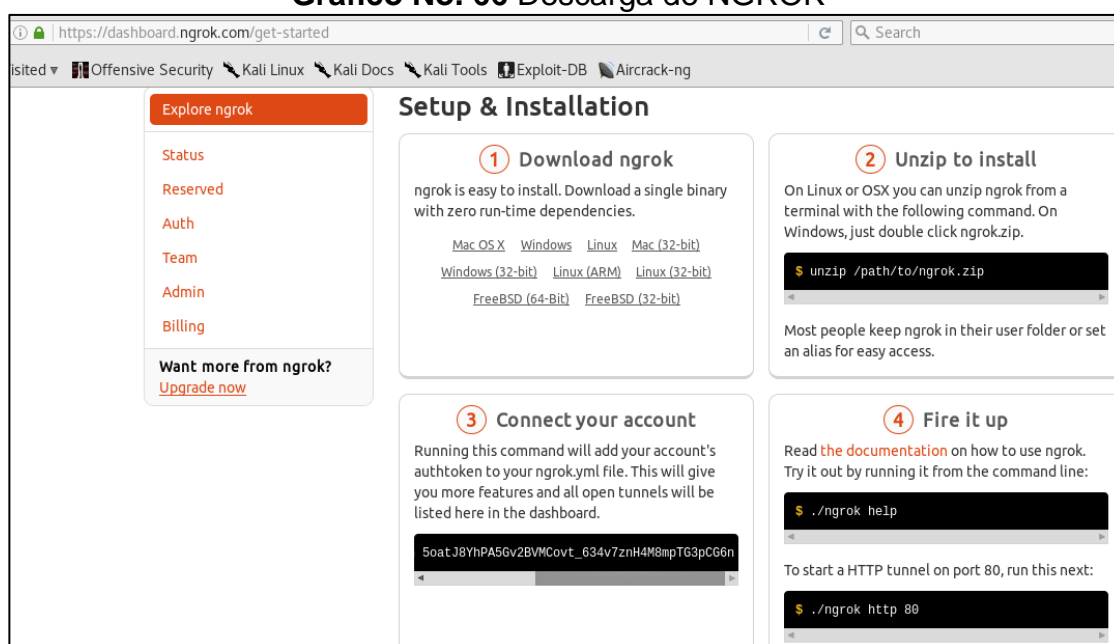 Gráfico No. 06 Descarga de NGROK
https://dashboard.ngrok.com/get-started
Search
isited
Offensive Security
Kali Linux
Kali Docs
Kali Tools
Exploit-DB
Aircrack-ng
Explore ngrok
Status
Reserved
Auth
Team
Admin
Billing
Want more from ngrok?
Upgrade now
Setup & Installation
1 Download ngrok
ngrok is easy to install. Download a single binary
with zero run-time dependencies.
Mac OS X Windows Linux Mac (32-bit)
Windows (32-bit) Linux (ARM) Linux (32-bit)
FreeBSD (64-Bit) FreeBSD (32-bit)
2 Unzip to install
On Linux or OSX you can unzip ngrok from a
terminal with the following command. On
Windows, just double click ngrok.zip.
$ unzip /path/to/ngrok.zip
Most people keep ngrok in their user folder or set
an alias for easy access.
3 Connect your account
Running this command will add your account's
authtoken to your ngrok.yml file. This will give
you more features and all open tunnels will be
listed here in the dashboard.
5oatJ8YhPA5Gv2BVMCovt_634v7znH4M8mpTG3pCG6n
4 Fire it up
Read the documentation on how to use ngrok.
Try it out by running it from the command line:
$ ./ngrok help
To start a HTTP tunnel on port 80, run this next:
$ ./ngrok http 80